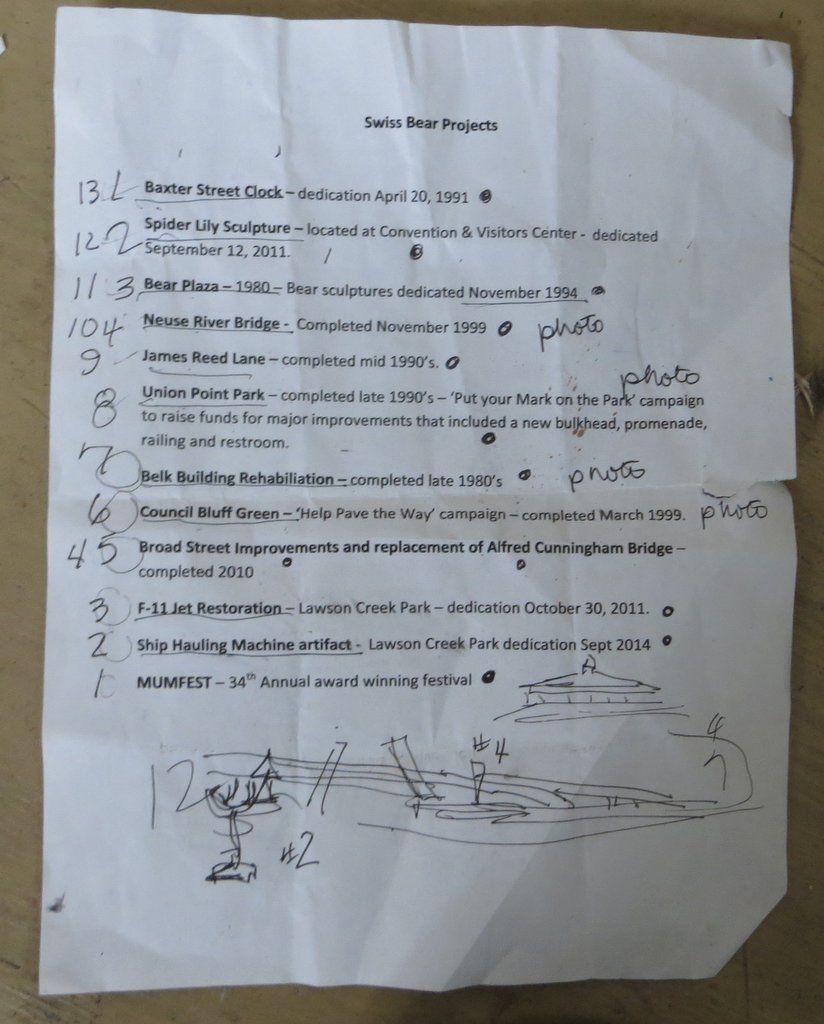 Swiss Bear Projects
13 1 Baxter Street Clock – dedication April 20, 1991
12 2 Spider Lily Sculpture – located at Convention & Visitors Center - dedicated
September 12, 2011.
11 3 Bear Plaza – 1980 – Bear sculptures dedicated November 1994
10 4 Neuse River Bridge - Completed November 1999 photo
9 James Reed Lane – completed mid 1990's.
photo
8 Union Point Park – completed late 1990's – 'Put your Mark on the Park' campaign
to raise funds for major improvements that included a new bulkhead, promenade,
railing and restroom.
7 Belk Building Rehabiliation – completed late 1980's photo
6 Council Bluff Green – 'Help Pave the Way' campaign – completed March 1999. photo
4 5 Broad Street Improvements and replacement of Alfred Cunningham Bridge –
completed 2010
3 F-11 Jet Restoration – Lawson Creek Park – dedication October 30, 2011.
2 Ship Hauling Machine artifact - Lawson Creek Park dedication Sept 2014
1 MUMFEST – 34th Annual award winning festival
4
#4
7
12
#2